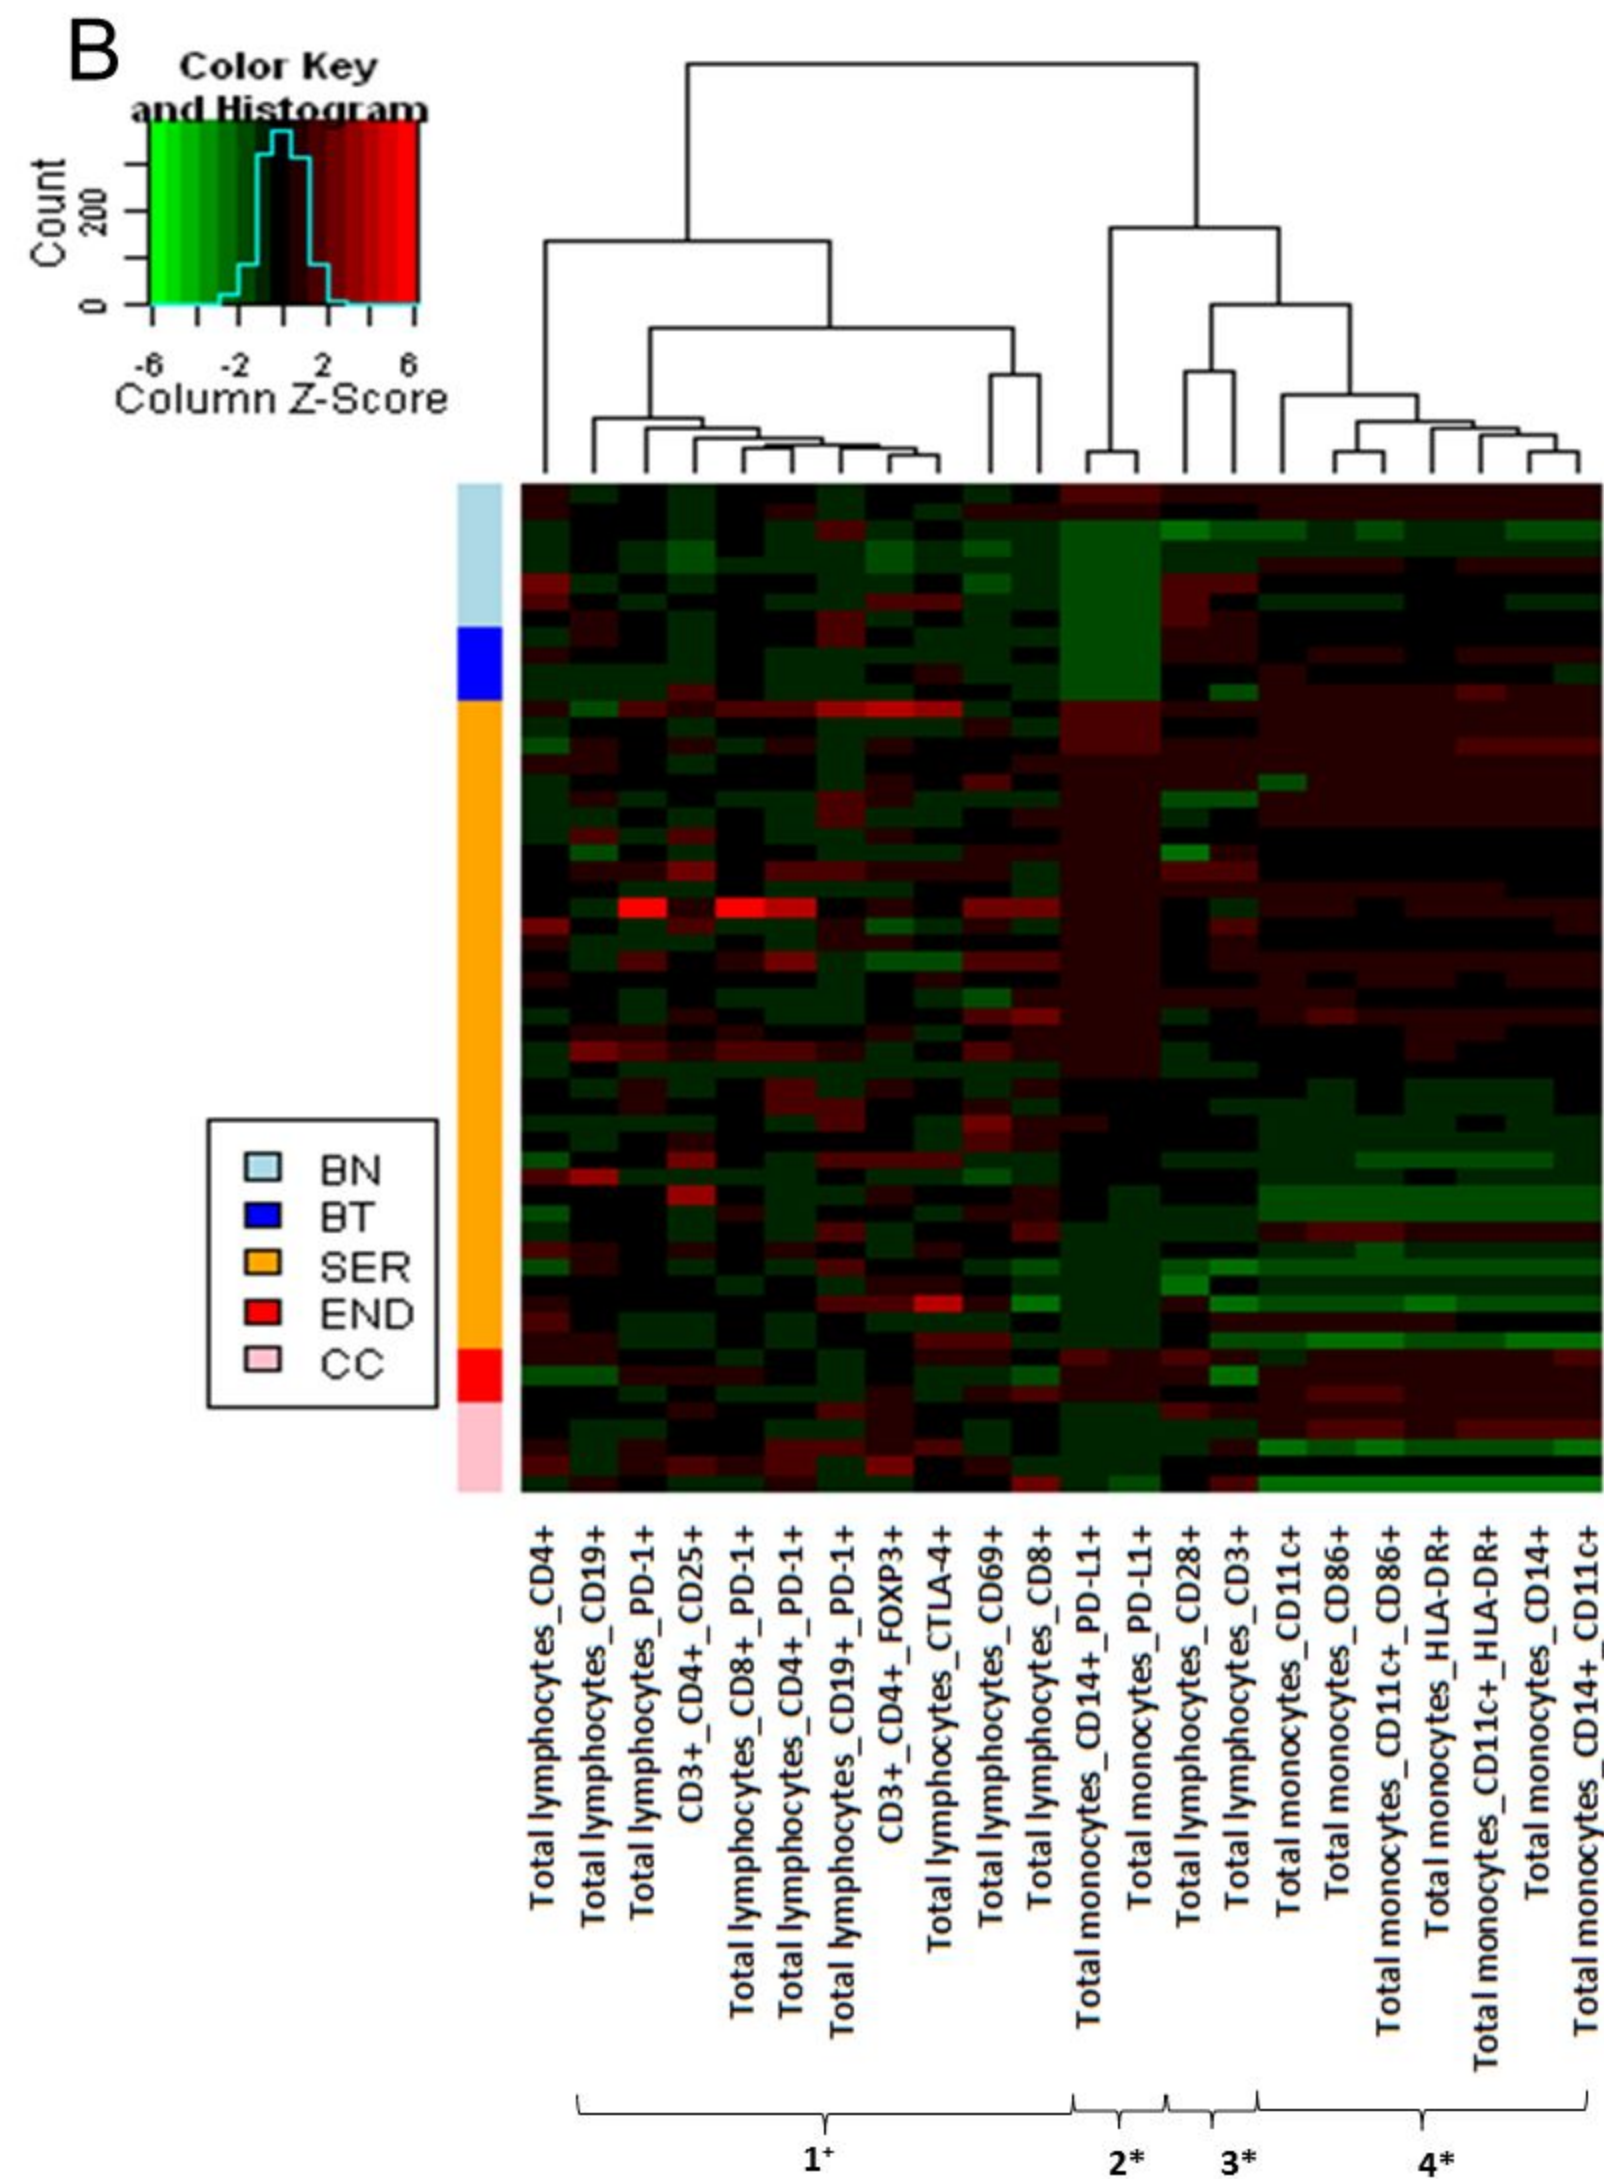 B
Color Key
and Histogram
Count
0
200
-6
-2
2
6
Column Z-Score
BN
BT
SER
END
CC
Total lymphocytes_CD4+
Total lymphocytes_CD19+
Total lymphocytes_PD-1+
CD3+_CD4+_CD25+
Total lymphocytes_CD8+_PD-1+
Total lymphocytes_CD4+_PD-1+
Total lymphocytes_CD19+_PD-1+
CD3+_CD4+_FOXP3+
Total lymphocytes_CTLA-4+
Total lymphocytes_CD69+
Total lymphocytes_CD8+
Total monocytes_CD14+_PD-L1+
Total monocytes_PD-L1+
Total lymphocytes_CD28+
Total lymphocytes_CD3+
Total monocytes_CD11c+
Total monocytes_CD86+
Total monocytes_CD11c+_CD86+
Total monocytes_HLA-DR+
Total monocytes_CD11c+_HLA-DR+
Total monocytes_CD14+
Total monocytes_CD14+_CD11c+
1+
2*
3*
4*